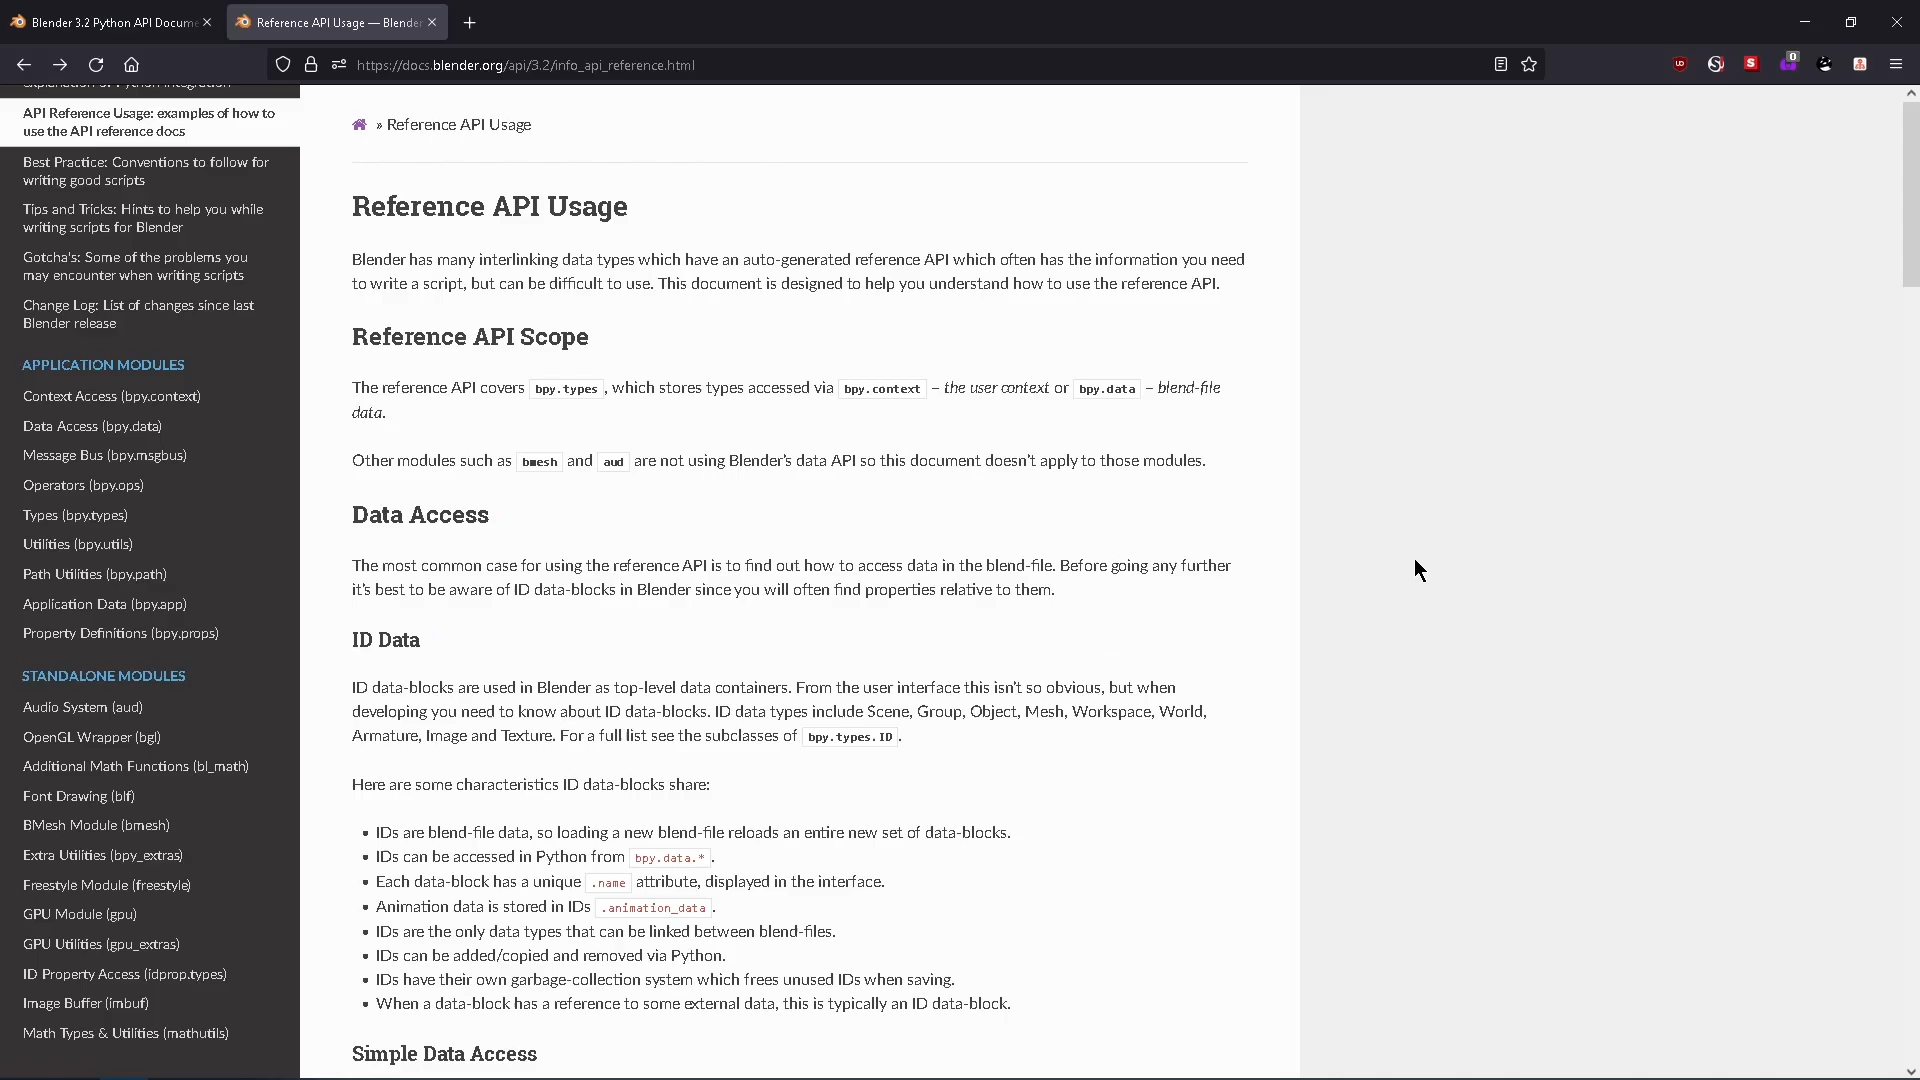 Blender 3.2 Python API Docum
Reference API Usage — Blender
https://docs.blender.org/api/3.2/info_api_reference.html
0
explanation of Python integration
API Reference Usage: examples of how to
use the API reference docs
Best Practice: Conventions to follow for
writing good scripts
Tips and Tricks: Hints to help you while
writing scripts for Blender
Gotcha's: Some of the problems you
may encounter when writing scripts
Change Log: List of changes since last
Blender release
APPLICATION MODULES
Context Access (bpy.context)
Data Access (bpy.data)
Message Bus (bpy.msgbus)
Operators (bpy.ops)
Types (bpy.types)
Utilities (bpy.utils)
Path Utilities (bpy.path)
Application Data (bpy.app)
Property Definitions (bpy.props)
STANDALONE MODULES
Audio System (aud)
OpenGL Wrapper (bgl)
Additional Math Functions (bl_math)
Font Drawing (blf)
BMesh Module (bmesh)
Extra Utilities (bpy_extras)
Freestyle Module (freestyle)
GPU Module (gpu)
GPU Utilities (gpu_extras)
ID Property Access (idprop.types)
Image Buffer (imbuf)
Math Types & Utilities (mathutils)
» Reference API Usage
Reference API Usage
Blender has many interlinking data types which have an auto-generated reference API which often has the information you need
to write a script, but can be difficult to use. This document is designed to help you understand how to use the reference API.
Reference API Scope
The reference API covers bpy.types, which stores types accessed via bpy.context – the user context or bpy.data – blend-file
data.
Other modules such as bmesh and aud are not using Blender’s data API so this document doesn’t apply to those modules.
Data Access
The most common case for using the reference API is to find out how to access data in the blend-file. Before going any further
it’s best to be aware of ID data-blocks in Blender since you will often find properties relative to them.
ID Data
ID data-blocks are used in Blender as top-level data containers. From the user interface this isn’t so obvious, but when
developing you need to know about ID data-blocks. ID data types include Scene, Group, Object, Mesh, Workspace, World,
Armature, Image and Texture. For a full list see the subclasses of bpy.types.ID.
Here are some characteristics ID data-blocks share:
• IDs are blend-file data, so loading a new blend-file reloads an entire new set of data-blocks.
• IDs can be accessed in Python from bpy.data.*.
• Each data-block has a unique .name attribute, displayed in the interface.
• Animation data is stored in IDs .animation_data.
• IDs are the only data types that can be linked between blend-files.
• IDs can be added/copied and removed via Python.
• IDs have their own garbage-collection system which frees unused IDs when saving.
• When a data-block has a reference to some external data, this is typically an ID data-block.
Simple Data Access